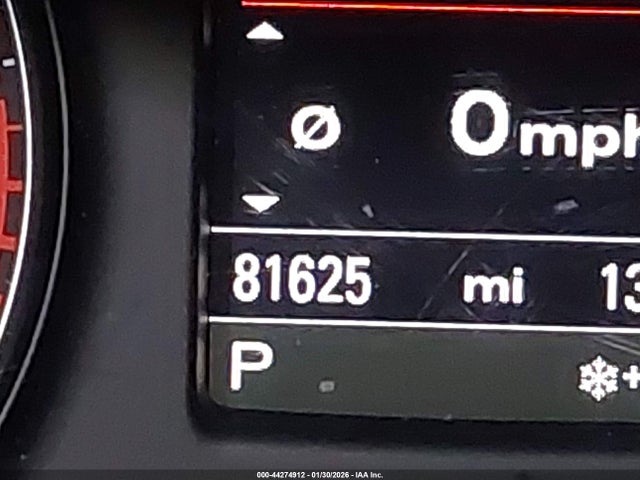 Ø 0 mph
81625 mi 13
P +
000-44274912 - 01/30/2026 - IAA Inc.